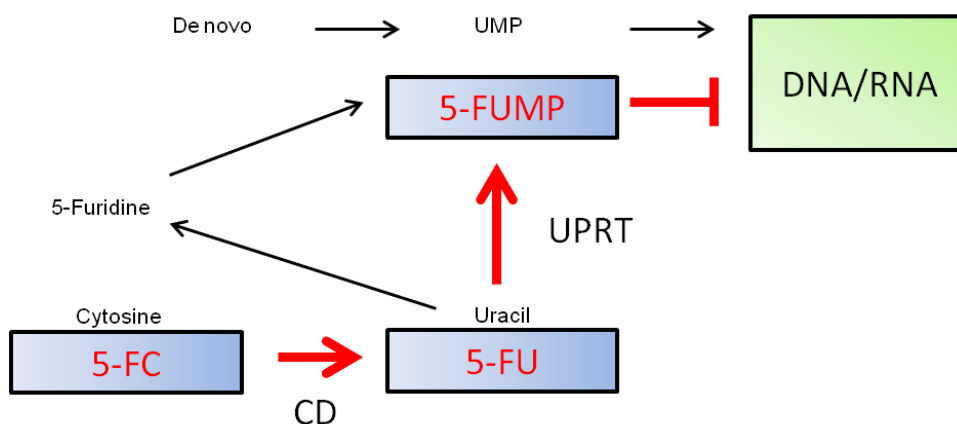 De novo
UMP
DNA/RNA
5-FUMP
5-Furidine
UPRT
Cytosine
Uracil
5-FC
5-FU
CD